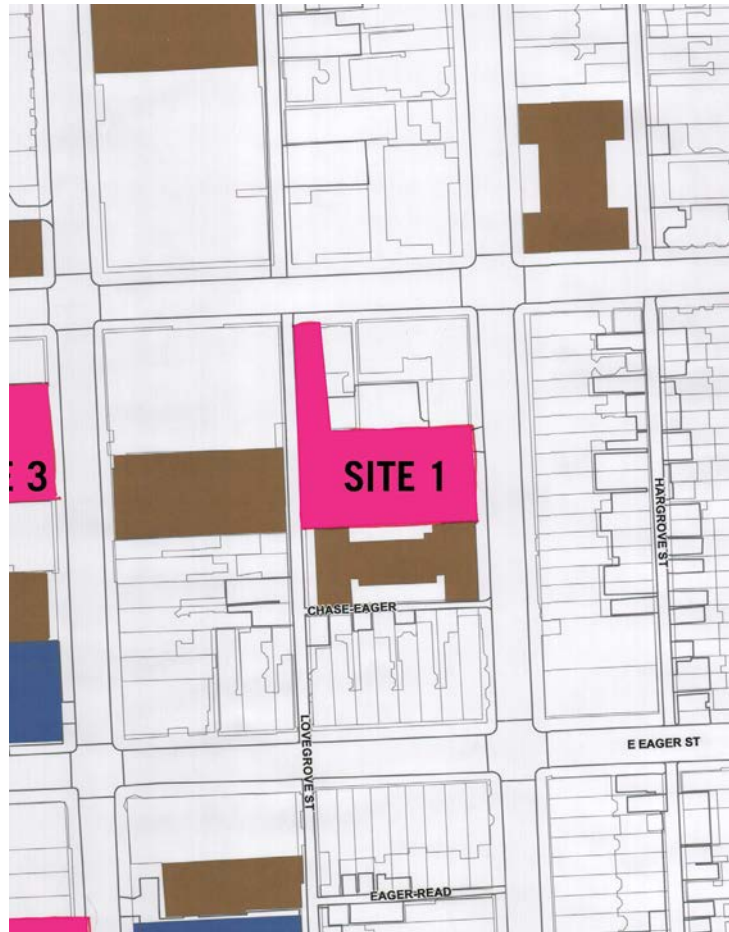 E 3
SITE 1
HARGROVE ST
CHASE-EAGER
LOVEGROVE ST
E EAGER ST
EAGER-READ